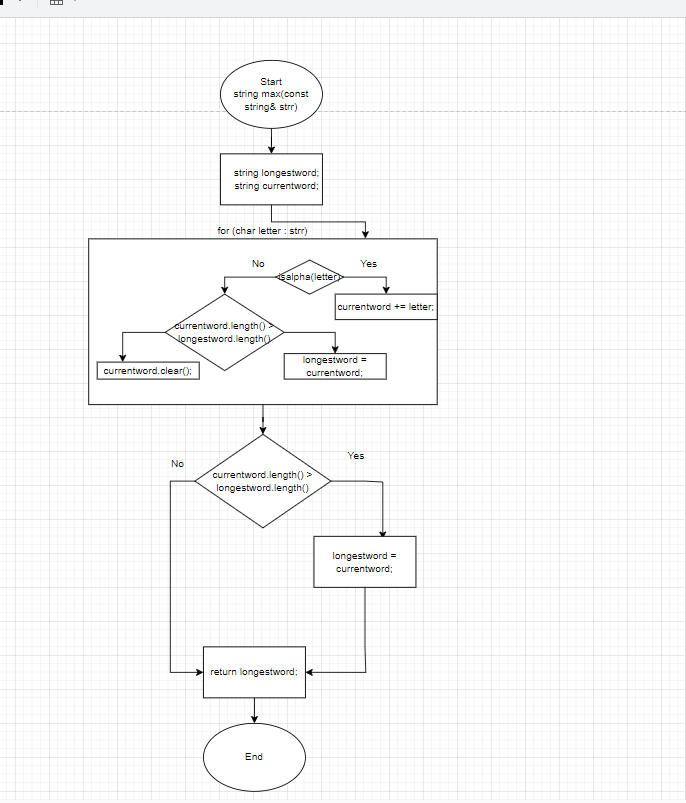 Start
string max(const
string& strr)
string longestword;
string currentword;
for (char letter : strr)
No
Yes
isalpha(letter)
currentword += letter;
currentword.length() >
longestword.length()
longestword =
currentword;
currentword.clear();
Yes
No
currentword.length() >
longestword.length()
longestword =
currentword;
return longestword;
End